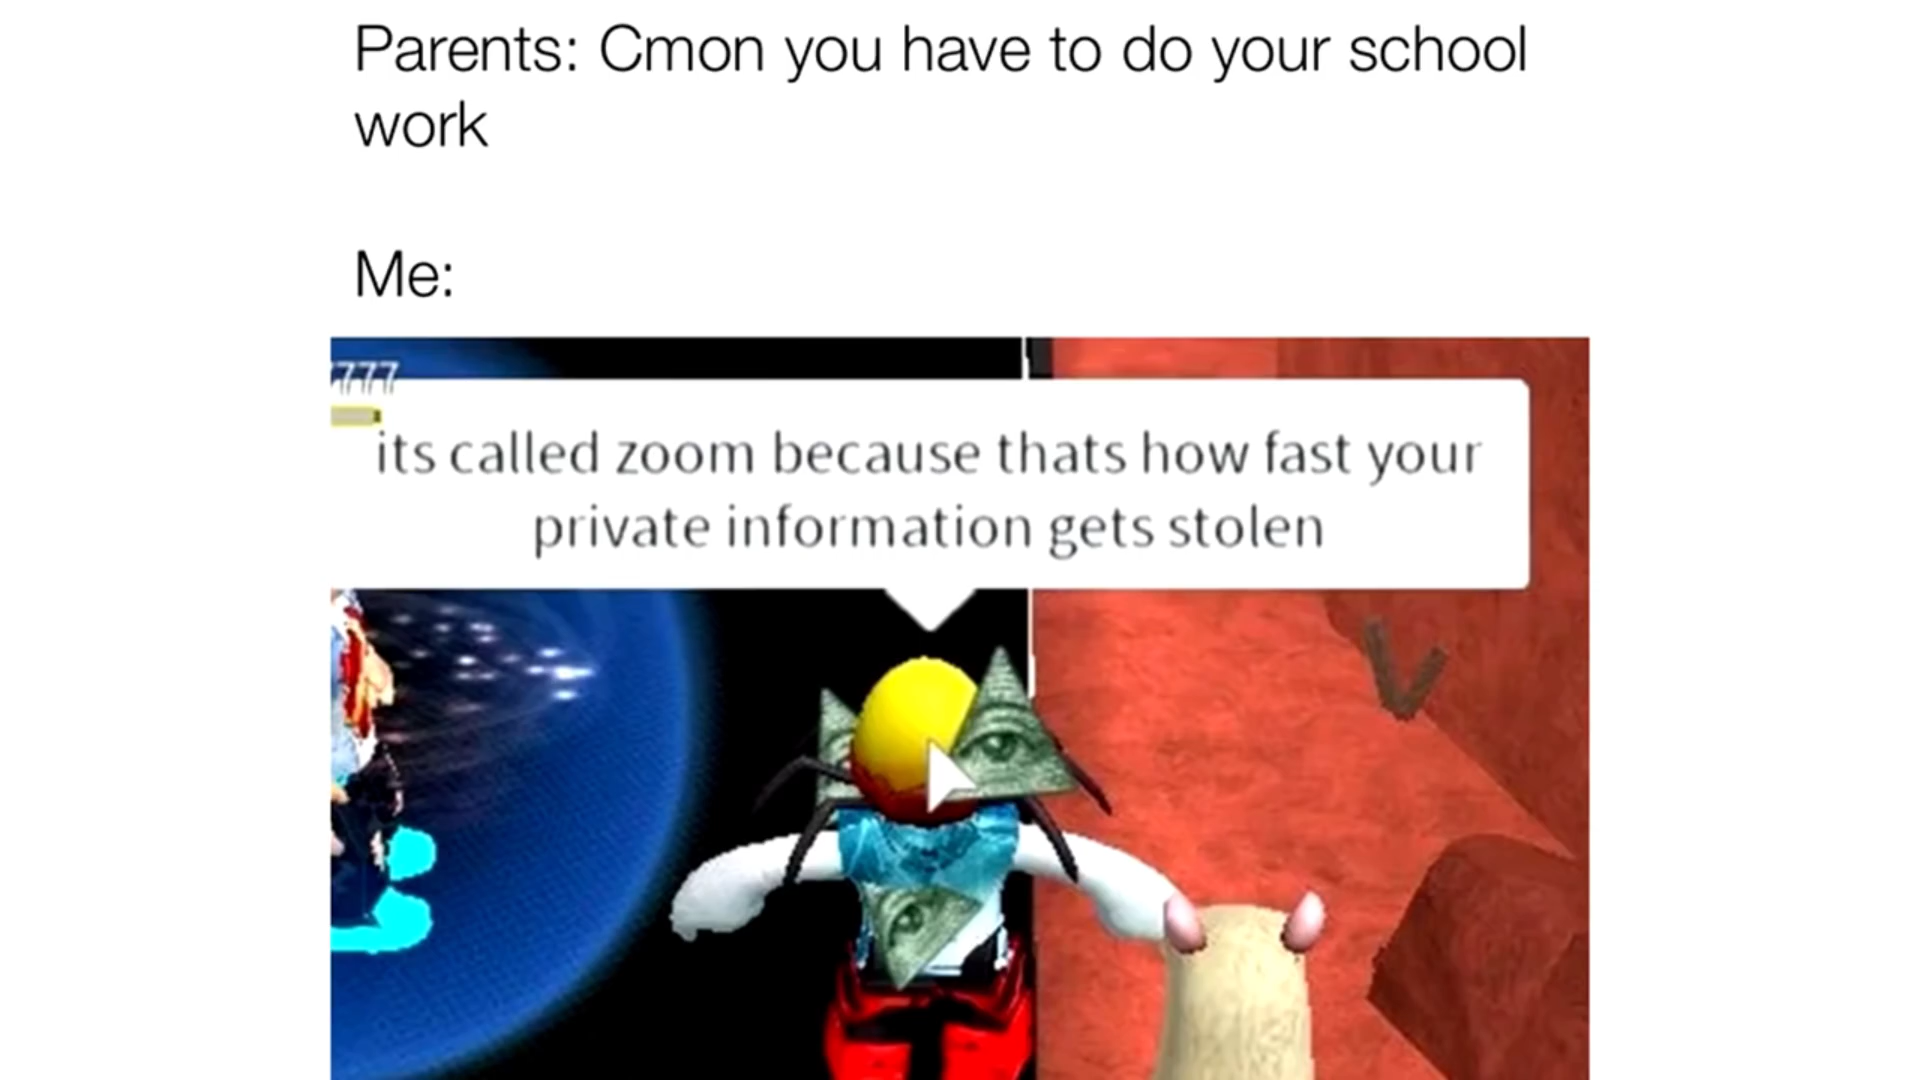 Parents: Cmon you have to do your school
work
Me:
777
its called zoom because thats how fast your
private information gets stolen